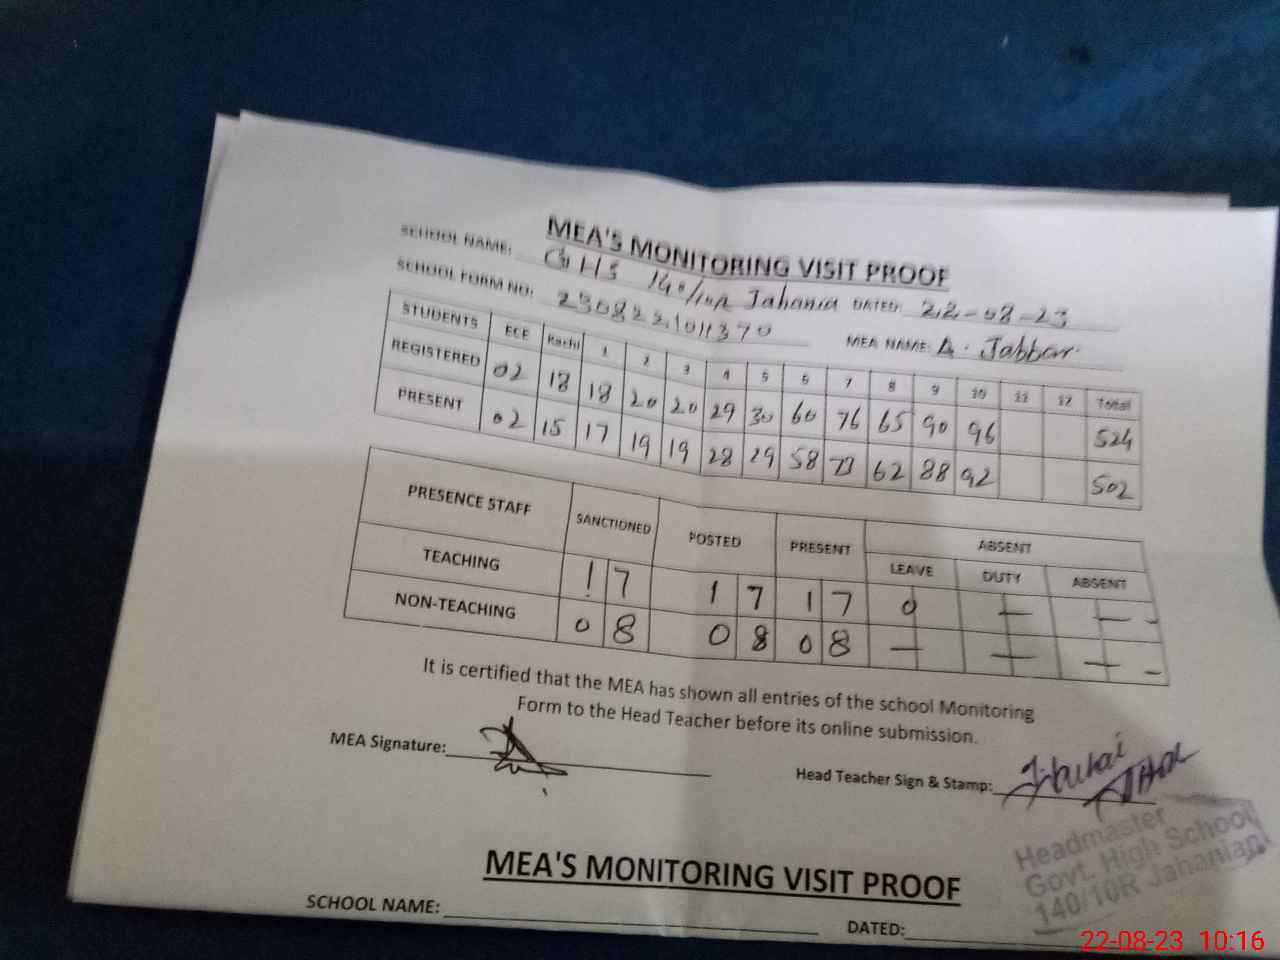 MEA'S MONITORING VISIT PROOF
SCHOOL NAME: GHS 140/10R Jahania DATED: 22-08-23
SCHOOL FORM NO: MEA NAME: A. Jabbar
STUDENTS ECE Kachi 1 2 3 4 5 6 7 8 9 10 11 12 Total
REGISTERED 02 18 18 20 20 29 30 60 76 65 90 96 524
PRESENT 02 15 17 19 19 28 29 58 73 62 88 92 502
PRESENCE STAFF SANCTIONED POSTED PRESENT ABSENT
LEAVE DUTY ABSENT
TEACHING 17 17 17 0 — — -
NON-TEACHING 08 08 08 — — — -
It is certified that the MEA has shown all entries of the school Monitoring
Form to the Head Teacher before its online submission.
MEA Signature:
Head Teacher Sign & Stamp:
Headmaster
Govt. High School
140/10R Jahanian
MEA'S MONITORING VISIT PROOF
SCHOOL NAME:
DATED:
22-08-23 10:16